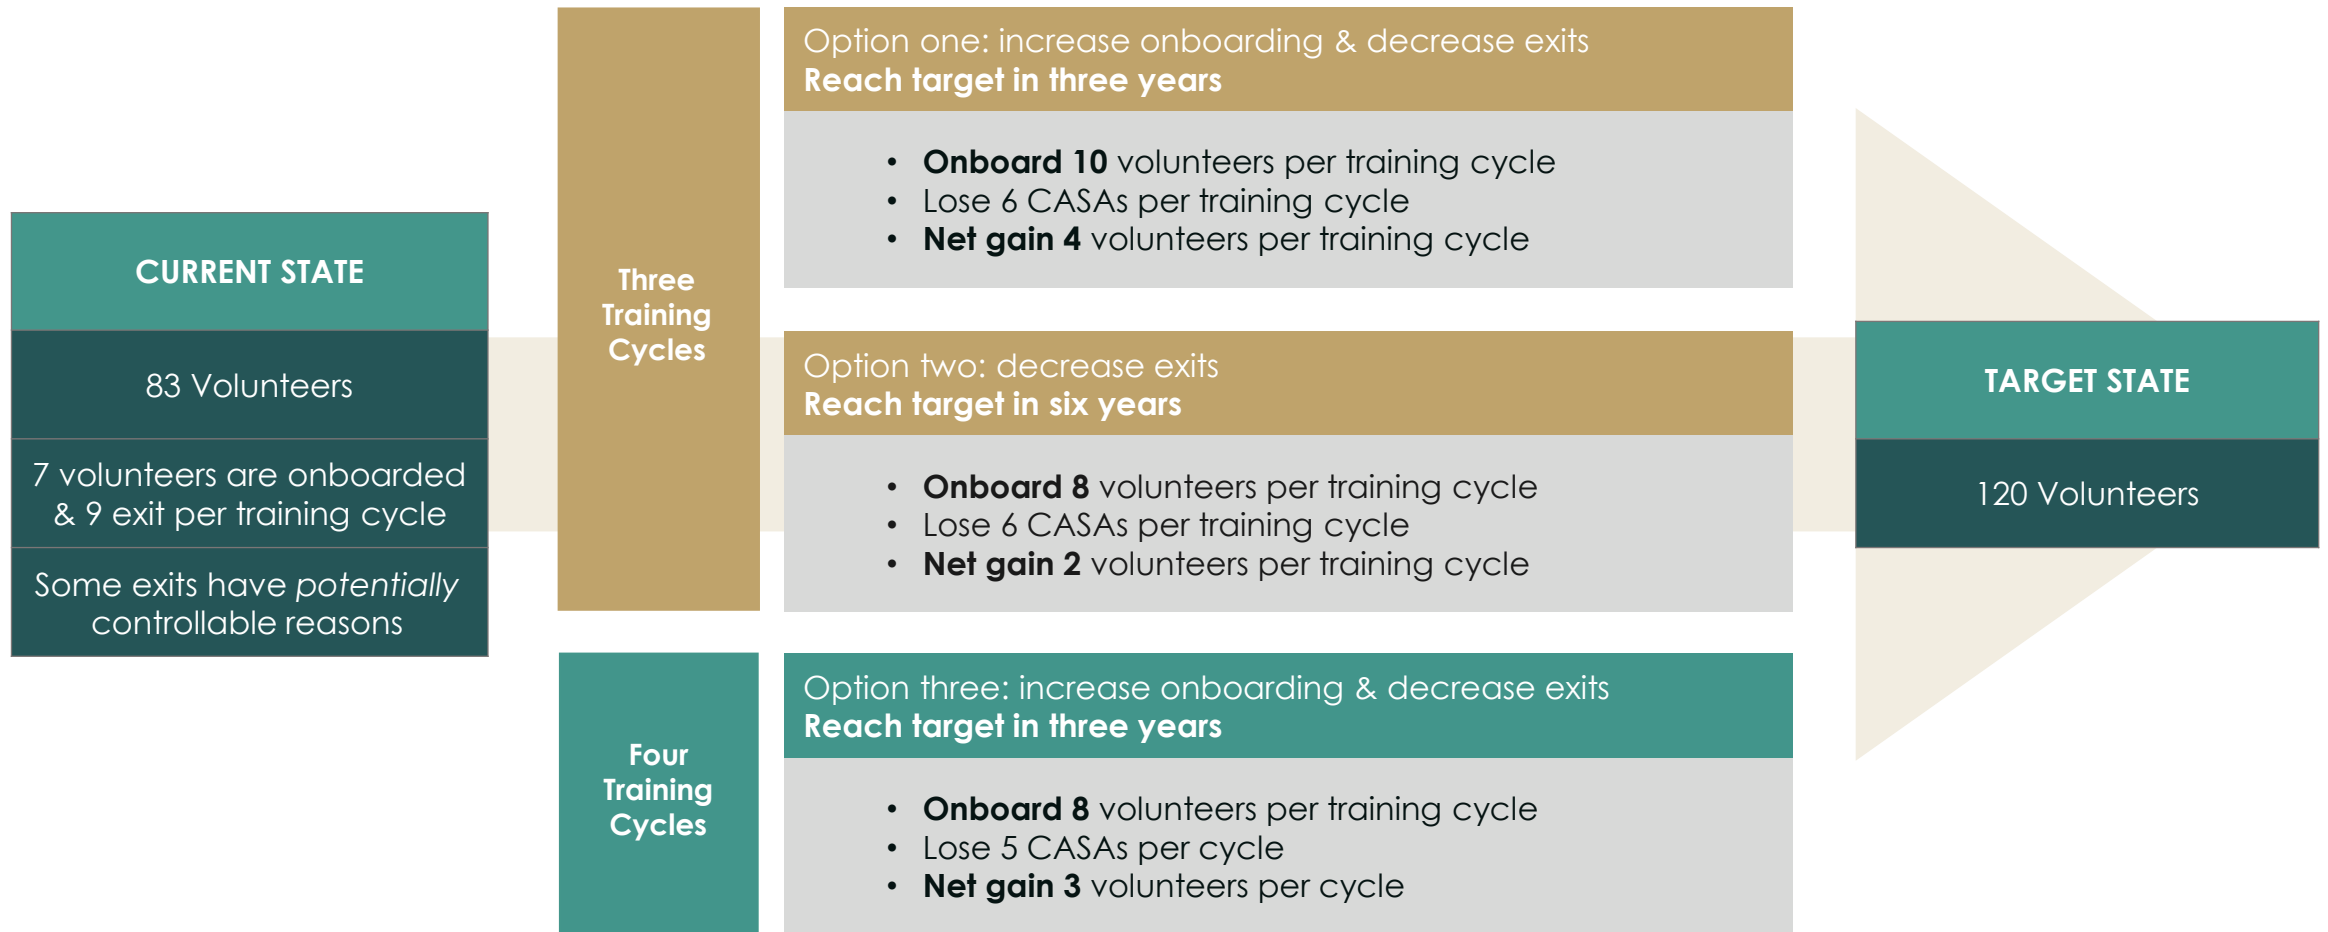 CURRENT STATE
83 Volunteers
7 volunteers are onboarded
& 9 exit per training cycle
Some exits have potentially
controllable reasons
Three
Training
Cycles
Option one: increase onboarding & decrease exits
Reach target in three years
• Onboard 10 volunteers per training cycle
• Lose 6 CASAs per training cycle
• Net gain 4 volunteers per training cycle
Option two: decrease exits
Reach target in six years
• Onboard 8 volunteers per training cycle
• Lose 6 CASAs per training cycle
• Net gain 2 volunteers per training cycle
Four
Training
Cycles
Option three: increase onboarding & decrease exits
Reach target in three years
• Onboard 8 volunteers per training cycle
• Lose 5 CASAs per cycle
• Net gain 3 volunteers per cycle
TARGET STATE
120 Volunteers